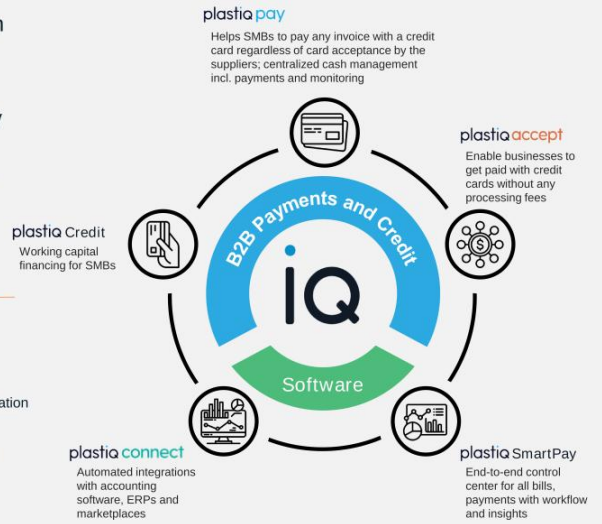 plastiq pay
Helps SMBs to pay any invoice with a credit
card regardless of card acceptance by the
suppliers; centralized cash management
incl. payments and monitoring
plastiq accept
Enable businesses to
get paid with credit
cards without any
processing fees
plastiq Credit
Working capital
financing for SMBs
B2B Payments and Credit
iQ
Software
ation
plastiq connect
Automated integrations
with accounting
software, ERPs and
marketplaces
plastiq SmartPay
End-to-end control
center for all bills,
payments with workflow
and insights